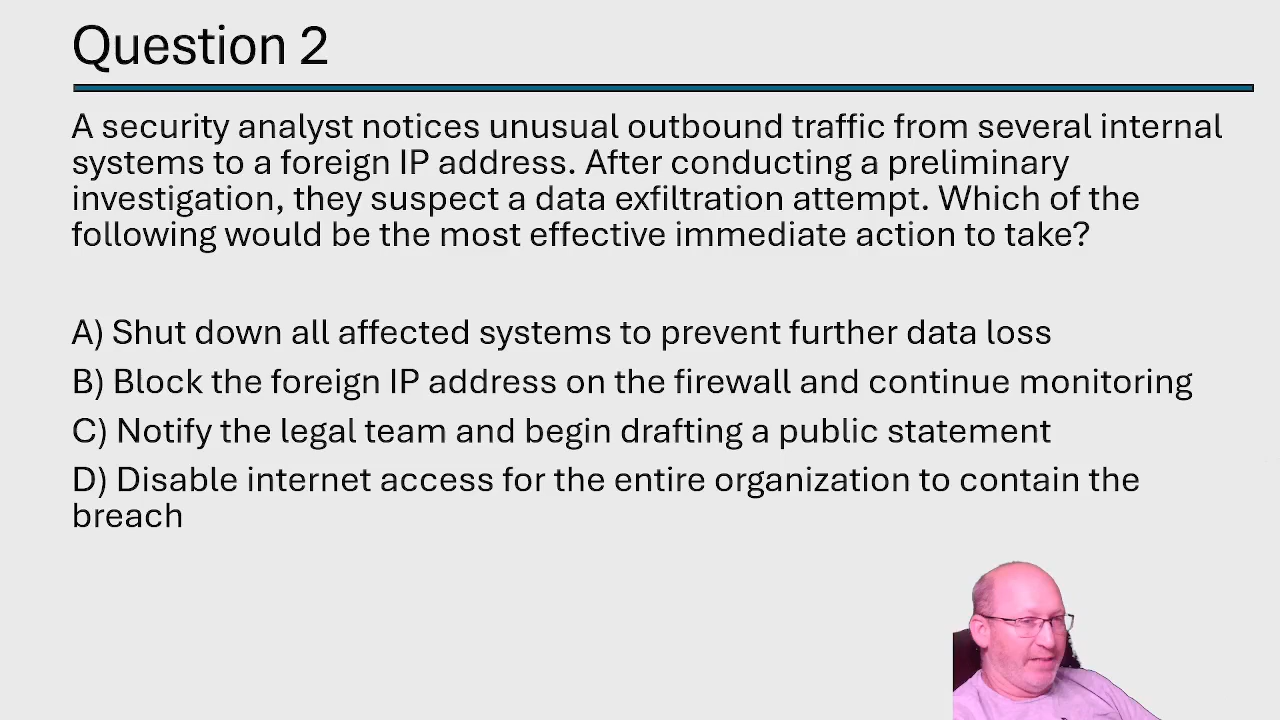 Question 2
A security analyst notices unusual outbound traffic from several internal
systems to a foreign IP address. After conducting a preliminary
investigation, they suspect a data exfiltration attempt. Which of the
following would be the most effective immediate action to take?
A) Shut down all affected systems to prevent further data loss
B) Block the foreign IP address on the firewall and continue monitoring
C) Notify the legal team and begin drafting a public statement
D) Disable internet access for the entire organization to contain the
breach